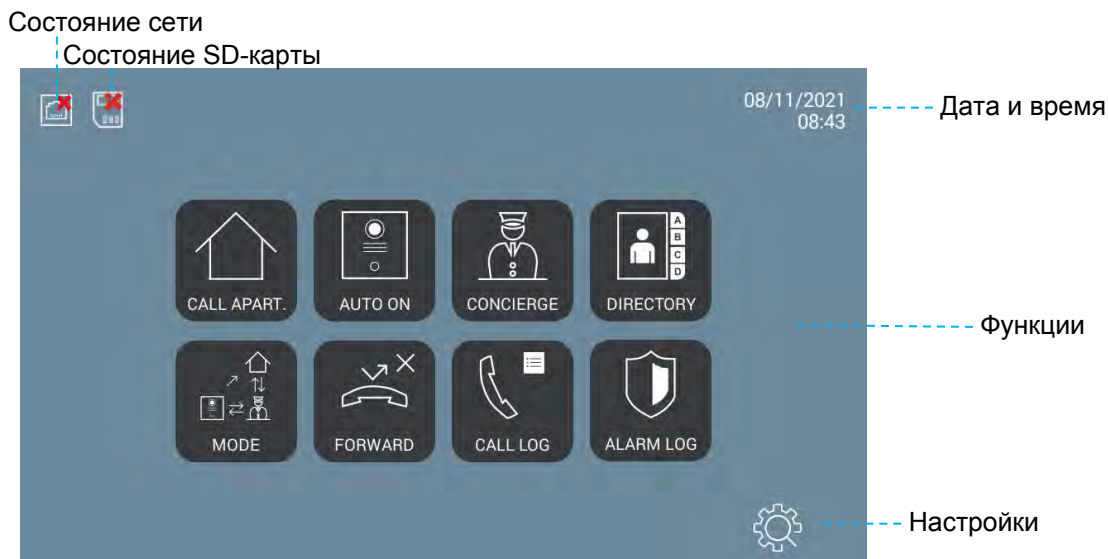 Состояние сети
Состояние SD-карты
08/11/2021
08:43
Дата и время
A
B
C
D
CALL APART.
AUTO ON
CONCIERGE
DIRECTORY
Функции
MODE
FORWARD
CALL LOG
ALARM LOG
Настройки